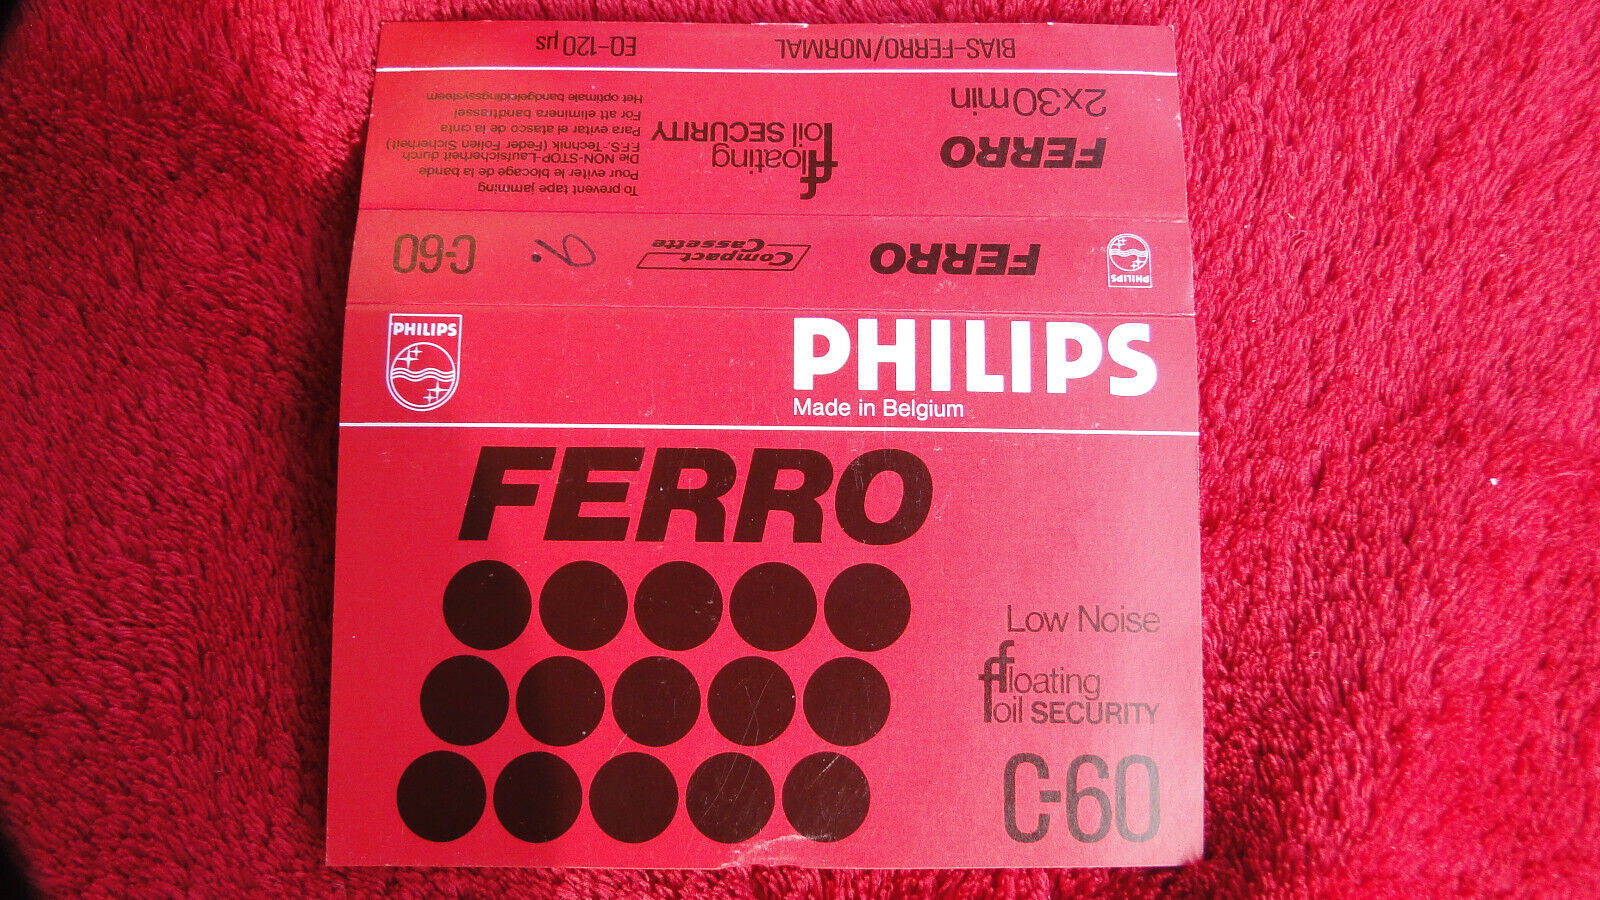 BIAS-FERRO/NORMAL EQ-120 µs
2x30min
FERRO
floating
foil SECURITY
To prevent tape jamming
Pour eviter le blocage de la bande
Die NON-STOP-Laufsicherheit durch
F.F.S.-Technik (Feder Folien Sicherheit)
Para evitar el atasco de la cinta
För att eliminera bandtrassel
Het optimale bandgeleidingssysteem
PHILIPS
FERRO
Compact
Cassette
C-60
PHILIPS
PHILIPS
Made in Belgium
FERRO
Low Noise
floating
foil SECURITY
C-60